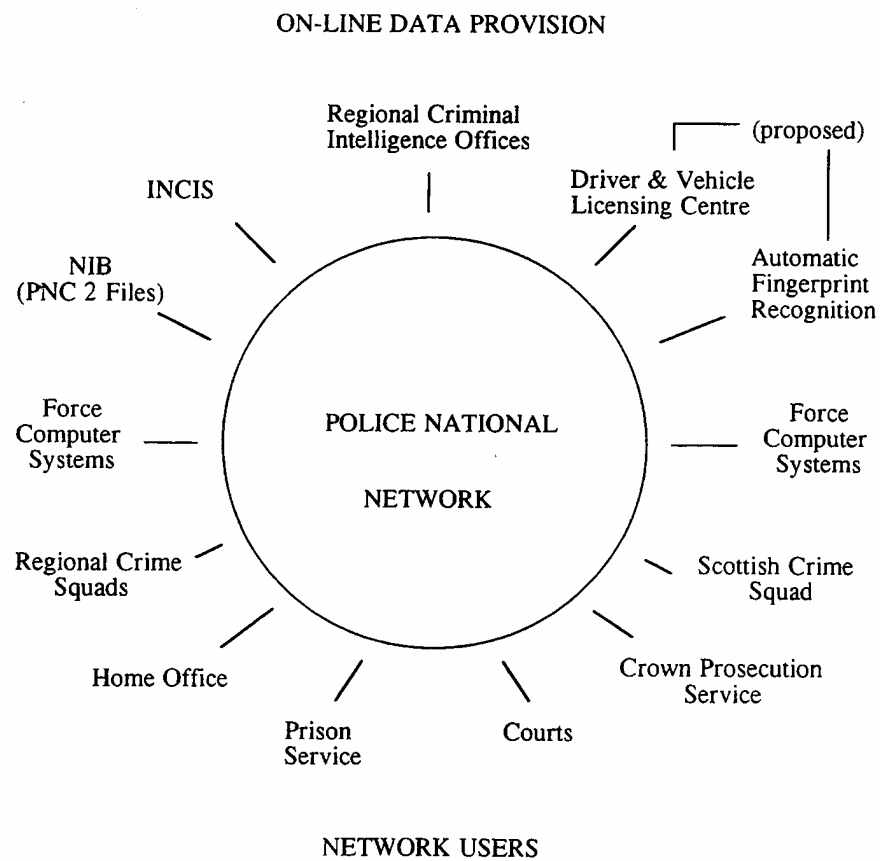 ON-LINE DATA PROVISION
Regional Criminal
Intelligence Offices
(proposed)
Driver & Vehicle
Licensing Centre
INCIS
NIB
(PNC 2 Files)
Automatic
Fingerprint
Recognition
Force
Computer
Systems
POLICE NATIONAL
NETWORK
Force
Computer
Systems
Regional Crime
Squads
Scottish Crime
Squad
Home Office
Crown Prosecution
Service
Prison
Service
Courts
NETWORK USERS